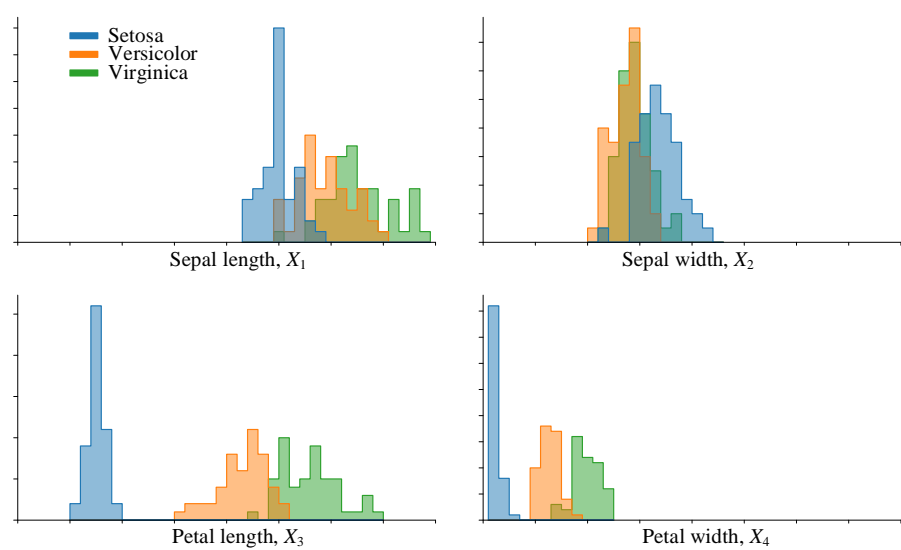 Setosa
Versicolor
Virginica
Sepal length, X₁
Sepal width, X₂
Petal length, X₃
Petal width, X₄